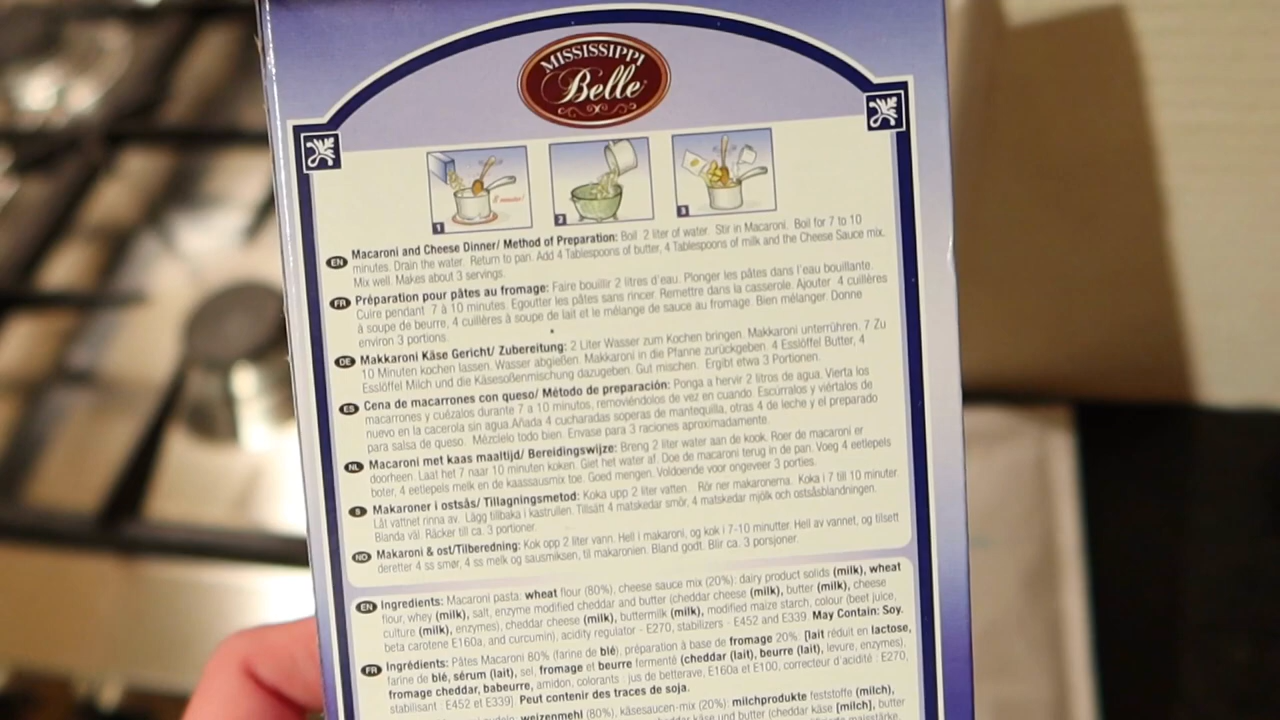 MISSISSIPPI
Belle
8 minutes!
1
2
3
EN Macaroni and Cheese Dinner/ Method of Preparation: Boil 2 liter of water. Stir in Macaroni. Boil for 7 to 10
minutes. Drain the water. Return to pan. Add 4 Tablespoons of butter, 4 Tablespoons of milk and the Cheese Sauce mix.
Mix well. Makes about 3 servings.
FR Préparation pour pâtes au fromage: Faire bouillir 2 litres d'eau. Plonger les pâtes dans l'eau bouillante.
Cuire pendant 7 à 10 minutes. Egoutter les pâtes sans rincer. Remettre dans la casserole. Ajouter 4 cuillères
à soupe de beurre, 4 cuillères à soupe de lait et le mélange de sauce au fromage. Bien mélanger. Donne
environ 3 portions.
DE Makkaroni Käse Gericht/ Zubereitung: 2 Liter Wasser zum Kochen bringen. Makkaroni unterrühren. 7 Zu
10 Minuten kochen lassen. Wasser abgießen. Makkaroni in die Pfanne zurückgeben. 4 Esslöffel Butter, 4
Esslöffel Milch und die Käsesoßenmischung dazugeben. Gut mischen. Ergibt etwa 3 Portionen.
ES Cena de macarrones con queso/ Método de preparación: Ponga a hervir 2 litros de agua. Vierta los
macarrones y cuézalos durante 7 a 10 minutos, removiéndolos de vez en cuando. Escúrralos y viértalos de
nuevo en la cacerola sin agua.Añada 4 cucharadas soperas de mantequilla, otras 4 de leche y el preparado
para salsa de queso. Mézclelo todo bien. Envase para 3 raciones aproximadamente.
NL Macaroni met kaas maaltijd/ Bereidingswijze: Breng 2 liter water aan de kook. Roer de macaroni er
doorheen. Laat het 7 naar 10 minuten koken. Giet het water af. Doe de macaroni terug in de pan. Voeg 4 eetlepels
boter, 4 eetlepels melk en de kaassausmix toe. Goed mengen. Voldoende voor ongeveer 3 porties.
S Makaroner i ostsås/ Tillagningsmetod: Koka upp 2 liter vatten. Rör ner makaronerna. Koka i 7 till 10 minuter.
Låt vattnet rinna av. Lägg tillbaka i kastrullen. Tillsätt 4 matskedar smör, 4 matskedar mjölk och ostsåsblandningen.
Blanda väl. Räcker till ca. 3 portioner.
NO Makaroni & ost/Tilberedning: Kok opp 2 liter vann. Hell i makaroni, og kok i 7-10 minutter. Hell av vannet, og tilsett
deretter 4 ss smør, 4 ss melk og sausmiksen, til makaronien. Bland godt. Blir ca. 3 porsjoner.
EN Ingredients: Macaroni pasta: wheat flour (80%), cheese sauce mix (20%): dairy product solids (milk), wheat
flour, whey (milk), salt, enzyme modified cheddar and butter (cheddar cheese (milk), butter (milk), cheese
culture (milk), enzymes), cheddar cheese (milk), buttermilk (milk), modified maize starch, colour (beet juice,
beta carotene E160a, and curcumin), acidity regulator - E270, stabilizers - E452 and E339. May Contain: Soy.
FR Ingrédients: Pâtes Macaroni 80% (farine de blé), préparation à base de fromage 20%: [lait réduit en lactose,
farine de blé, sérum (lait), sel, fromage et beurre fermenté (cheddar (lait), beurre (lait), levure, enzymes),
fromage cheddar, babeurre, amidon, colorants : jus de betterave, E160a et E100, correcteur d'acidité : E270,
stabilisant : E452 et E339]. Peut contenir des traces de soja.
weizenmehl (80%), käsesaucen-mix (20%): milchprodukte feststoffe (milch),
käse und butter (cheddar käse [milch], butter